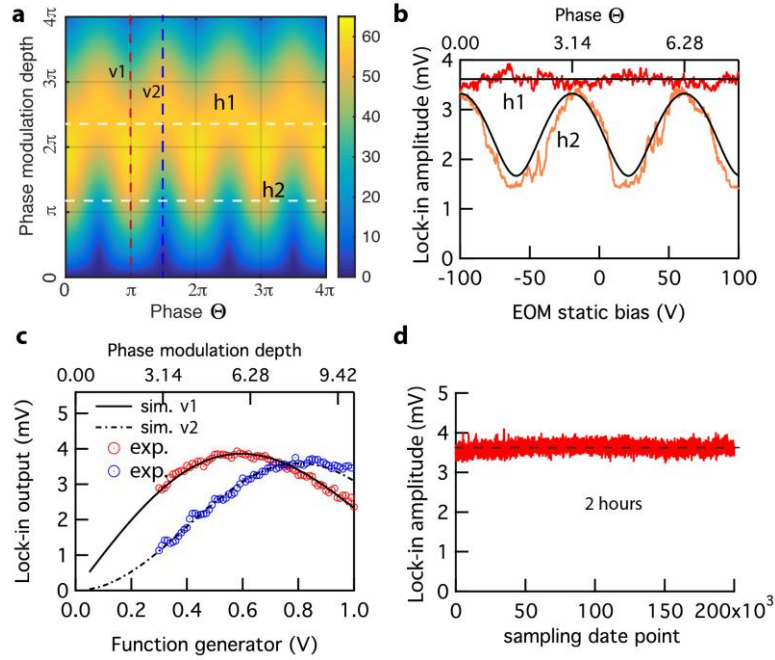 a
4π
3π
2π
π
0
Phase modulation depth
v1
v2
h1
h2
60
50
40
30
20
10
0
0 π 2π 3π 4π
Phase Θ
b
Phase Θ
0.00 3.14 6.28
5
4
3
2
1
0
Lock-in amplitude (mV)
h1
h2
-100 -50 0 50 100
EOM static bias (V)
c
Phase modulation depth
0.00 3.14 6.28 9.42
5
4
3
2
1
0
Lock-in output (mV)
sim. v1
sim. v2
exp.
exp.
0.0 0.2 0.4 0.6 0.8 1.0
Function generator (V)
d
5
4
3
2
1
0
Lock-in amplitude (mV)
2 hours
0 50 100 150 200x10³
sampling date point